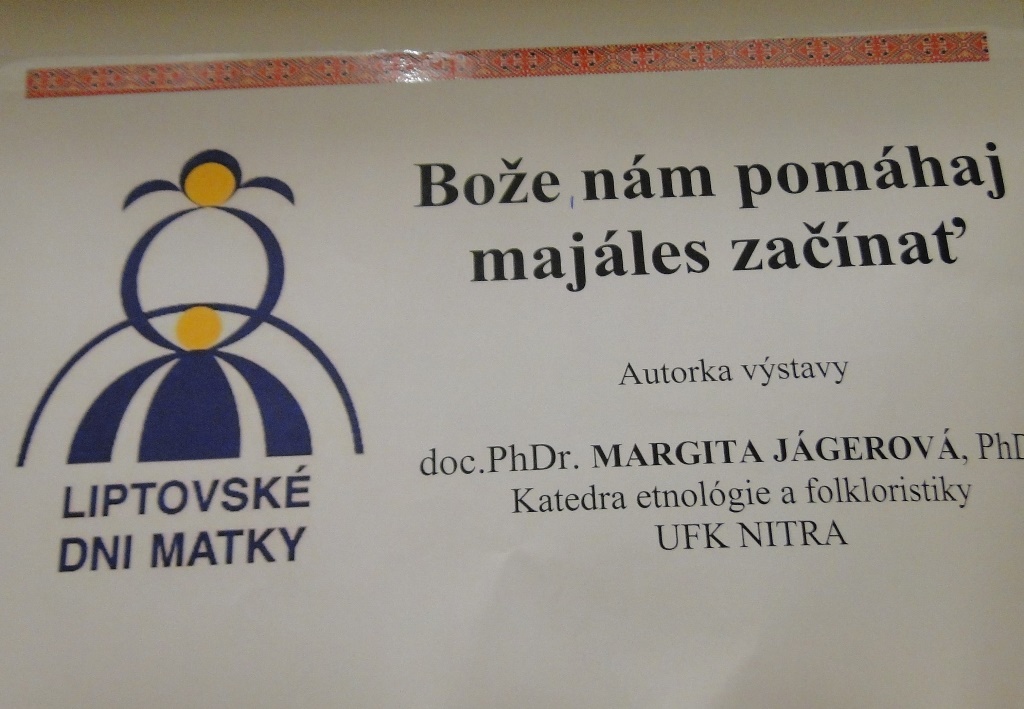 Bože nám pomáhaj
majáles začínať
Autorka výstavy
doc.PhDr. MARGITA JÁGEROVÁ, PhD
Katedra etnológie a folkloristiky
UFK NITRA
LIPTOVSKÉ
DNI MATKY